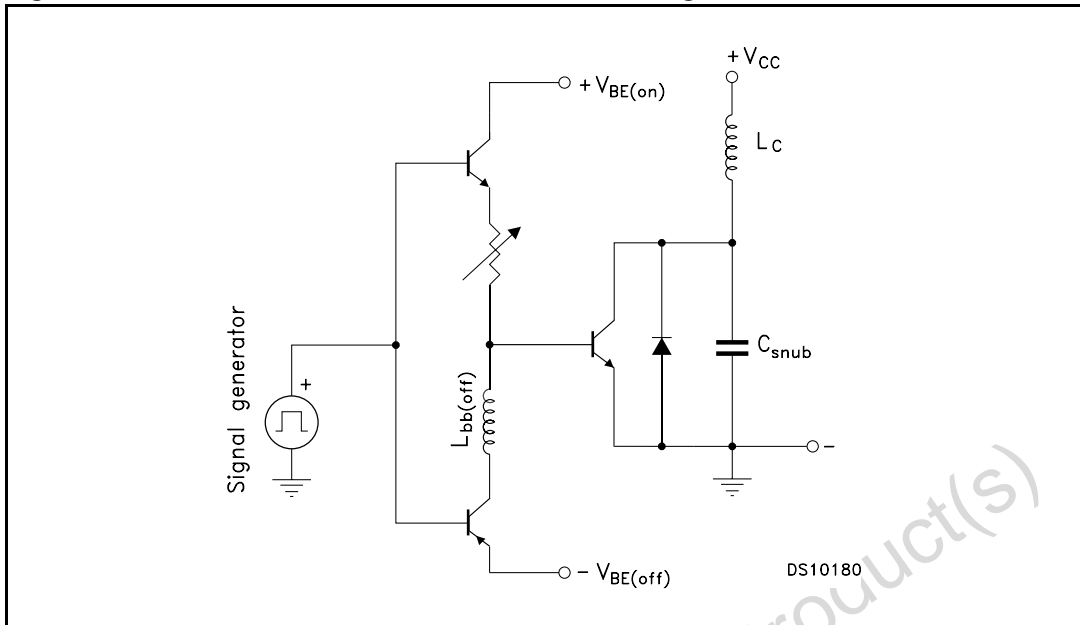 + V_BE(on)
+ V_CC
L_C
Signal generator
+
L_bb(off)
C_snub
-
- V_BE(off)
DS10180